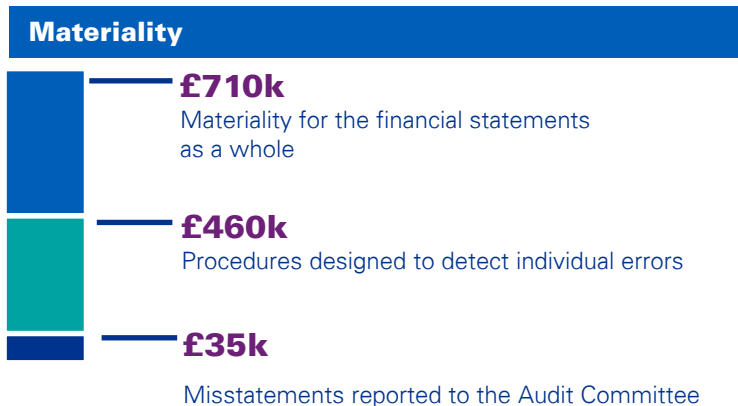 Materiality
£710k
Materiality for the financial statements
as a whole
£460k
Procedures designed to detect individual errors
£35k
Misstatements reported to the Audit Committee